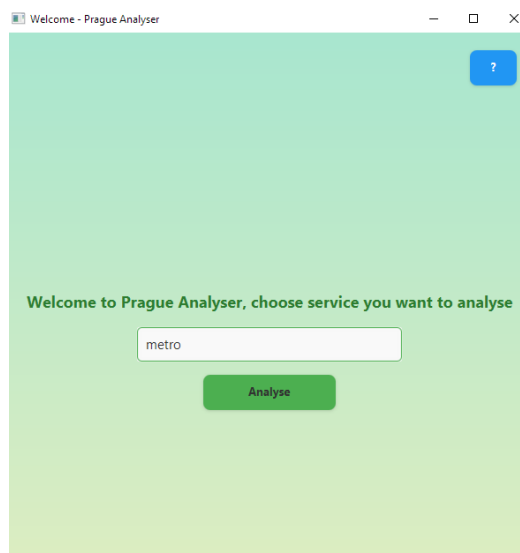 Welcome - Prague Analyser
?
Welcome to Prague Analyser, choose service you want to analyse
metro
Analyse